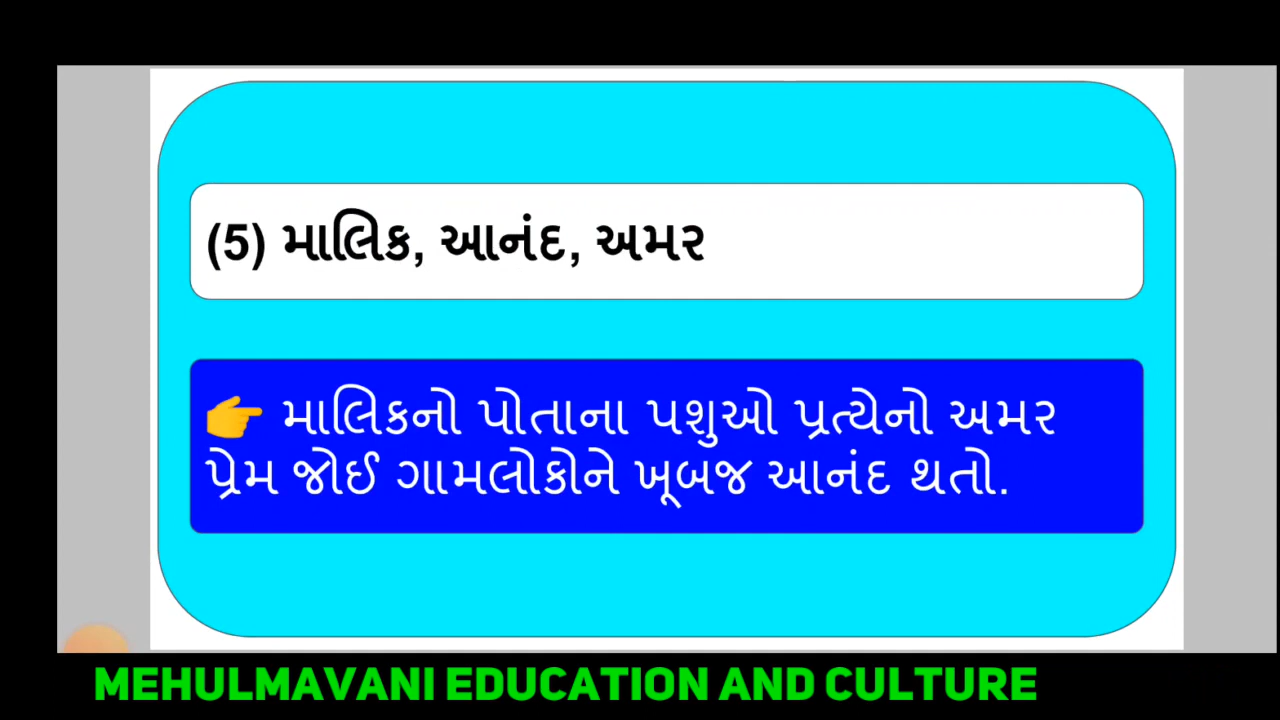 (5) માલિક, આનંદ, અમર
👉 માલિકનો પોતાના પશુઓ પ્રત્યેનો અમર
પ્રેમ જોઈ ગામલોકોને ખૂબજ આનંદ થતો.
MEHULMAVANI EDUCATION AND CULTURE